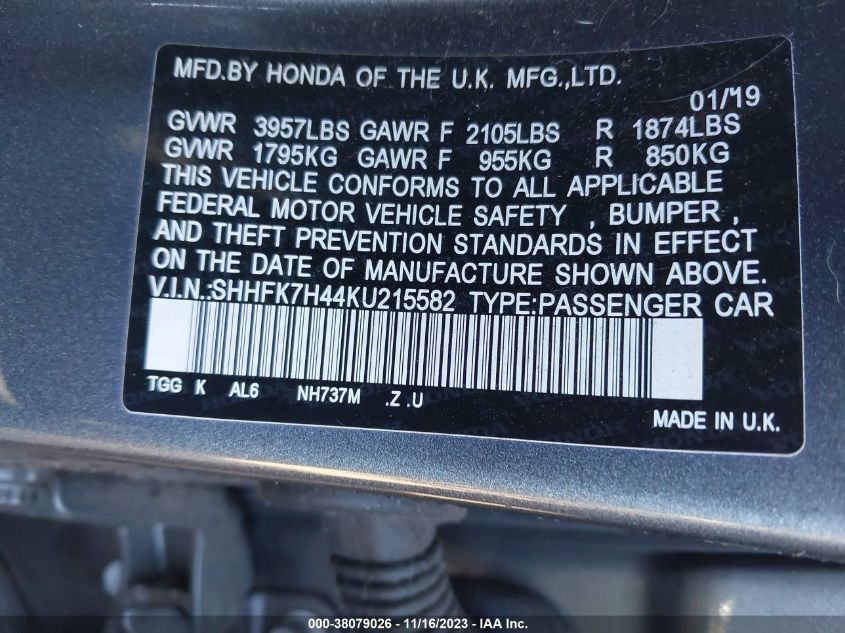 MFD.BY HONDA OF THE U.K. MFG.,LTD.
01/19
GVWR 3957LBS GAWR F 2105LBS R 1874LBS
GVWR 1795KG GAWR F 955KG R 850KG
THIS VEHICLE CONFORMS TO ALL APPLICABLE
FEDERAL MOTOR VEHICLE SAFETY , BUMPER ,
AND THEFT PREVENTION STANDARDS IN EFFECT
ON THE DATE OF MANUFACTURE SHOWN ABOVE.
V.I.N.:SHHFK7H44KU215582 TYPE:PASSENGER CAR
TGG K AL6 NH737M .Z .U
MADE IN U.K.
000-38079026 - 11/16/2023 - IAA Inc.